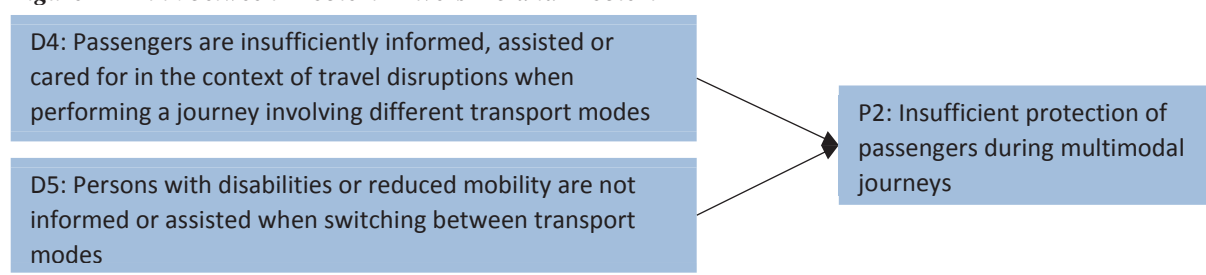 D4: Passengers are insufficiently informed, assisted or
cared for in the context of travel disruptions when
performing a journey involving different transport modes
D5: Persons with disabilities or reduced mobility are not
informed or assisted when switching between transport
modes
P2: Insufficient protection of
passengers during multimodal
journeys